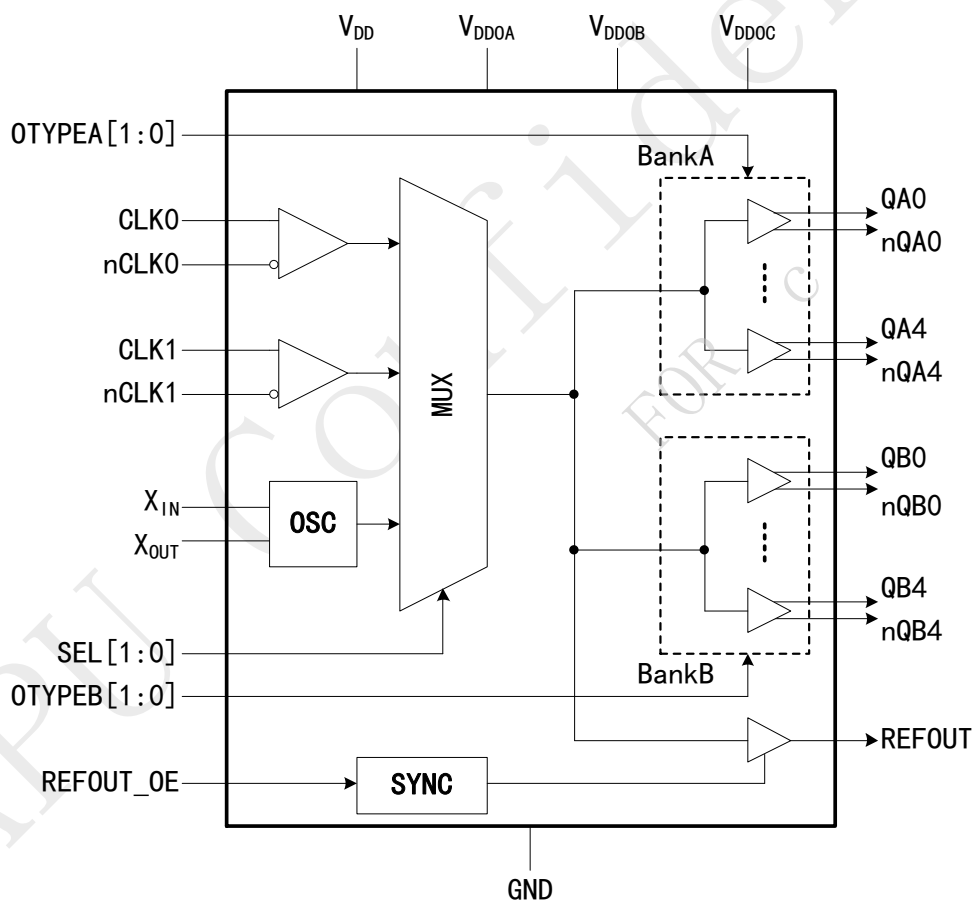 VDD VDDOA VDDOB VDDOC
OTYPEA[1:0]
BankA
CLK0
nCLK0
CLK1
nCLK1
MUX
XIN
XOUT
OSC
SEL[1:0]
OTYPEB[1:0]
BankB
REFOUT_OE
SYNC
QA0
nQA0
QA4
nQA4
QB0
nQB0
QB4
nQB4
REFOUT
GND
FOR c